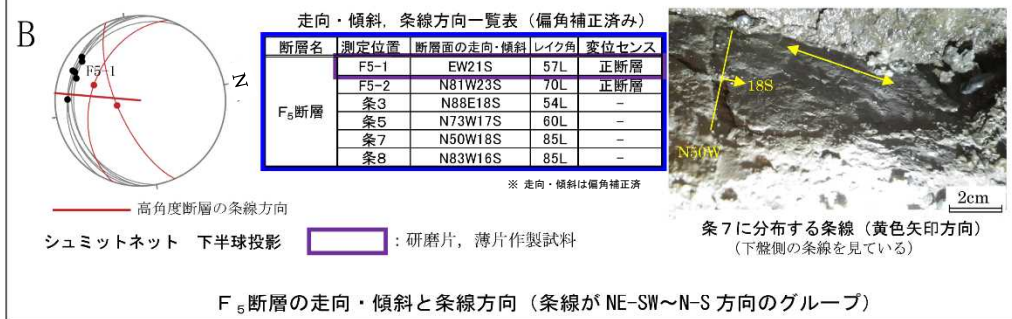 B
F5-1
N
高角度断層の条線方向
シュミットネット 下半球投影
:研磨片,薄片作製試料
走向・傾斜,条線方向一覧表(偏角補正済み)
断層名 測定位置 断層面の走向・傾斜 レイク角 変位センス
F₅断層
F5-1 EW21S 57L 正断層
F5-2 N81W23S 70L 正断層
条3 N88E18S 54L -
条5 N73W17S 60L -
条7 N50W18S 85L -
条8 N83W16S 85L -
※ 走向・傾斜は偏角補正済
18S
N50W
2cm
条7に分布する条線(黄色矢印方向)
(下盤側の条線を見ている)
F₅断層の走向・傾斜と条線方向(条線が NE-SW~N-S 方向のグループ)